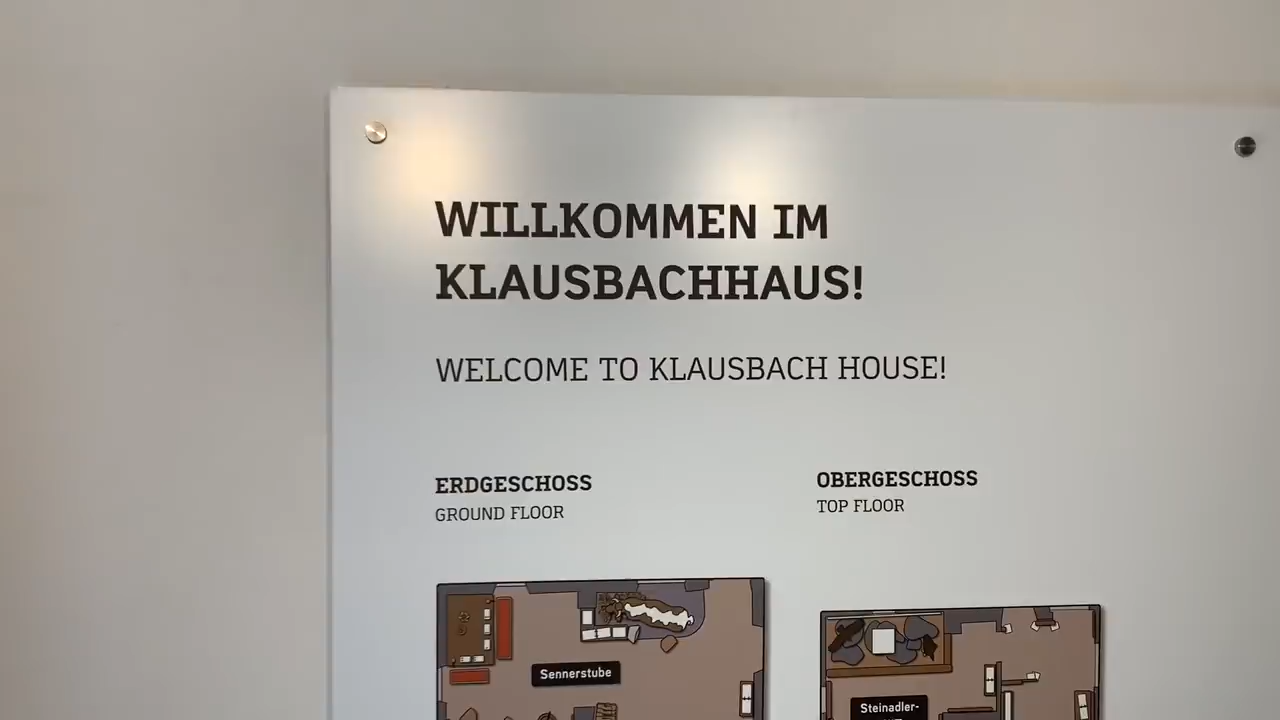 WILLKOMMEN IM
KLAUSBACHHAUS!
WELCOME TO KLAUSBACH HOUSE!
ERDGESCHOSS
GROUND FLOOR
OBERGESCHOSS
TOP FLOOR
Sennerstube
Steinadler-